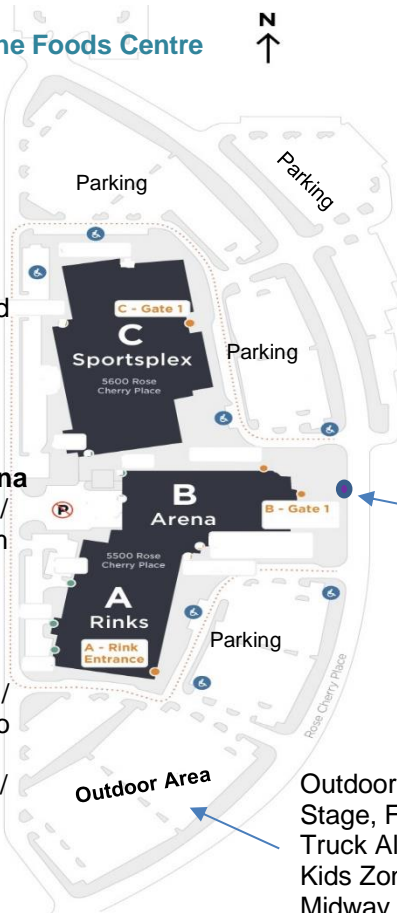 ne Foods Centre
N
Parking
Parking
d
C - Gate 1
C
Sportsplex
5600 Rose
Cherry Place
Parking
na
/
n
P
B
Arena
B - Gate 1
5500 Rose
Cherry Place
A
Rinks
A - Rink
Entrance
Parking
Rose Cherry Place
/
o
/
Outdoor Area
Outdoor
Stage, F
Truck Al
Kids Zon
Midway